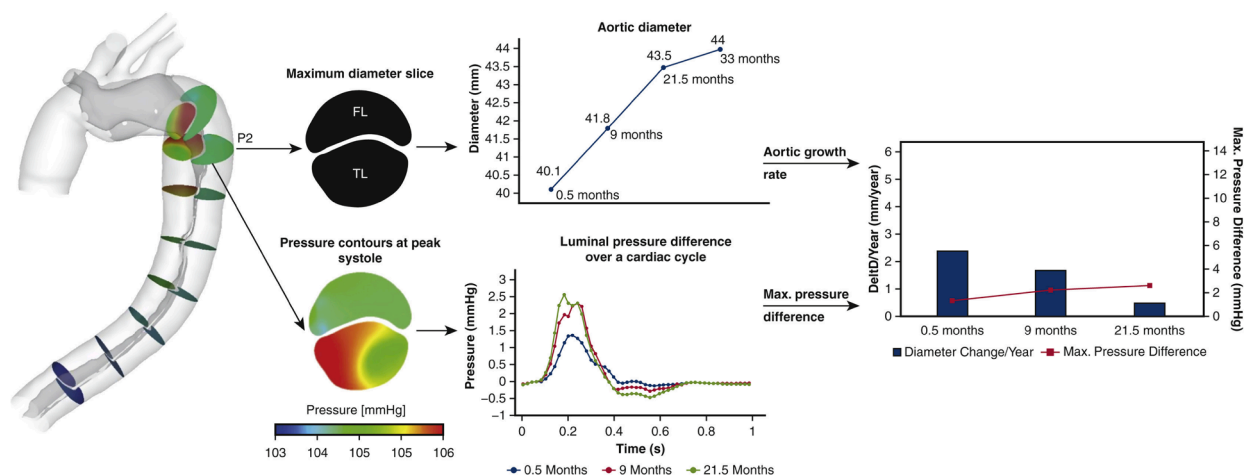 P2
Maximum diameter slice
FL
TL
Aortic diameter
Diameter (mm)
44
43.5
43
42.5
42
41.5
41
40.5
40
40.1
0.5 months
41.8
9 months
43.5
21.5 months
44
33 months
Pressure contours at peak
systole
Pressure [mmHg]
103 104 105 105 106
Luminal pressure difference
over a cardiac cycle
Pressure (mmHg)
3
2.5
2
1.5
1
0.5
0
−0.5
−1
0 0.2 0.4 0.6 0.8 1
Time (s)
0.5 Months 9 Months 21.5 Months
Aortic growth
rate
Max. pressure
difference
DeltD/Year (mm/year)
6
5
4
3
2
1
0
Max. Pressure Difference (mmHg)
14
12
10
8
6
4
2
0
0.5 months 9 months 21.5 months
Diameter Change/Year Max. Pressure Difference